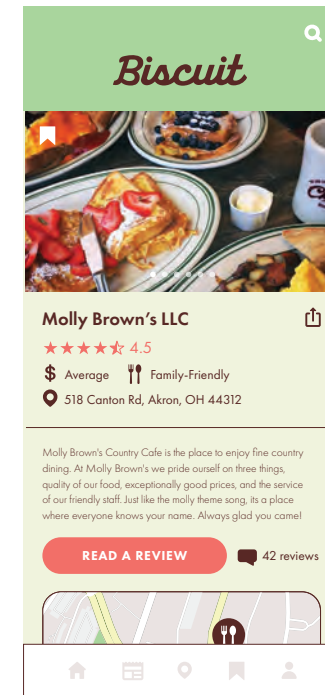 Biscuit
Molly Brown's LLC
4.5
$ Average Family-Friendly
518 Canton Rd, Akron, OH 44312
Molly Brown's Country Cafe is the place to enjoy fine country
dining. At Molly Brown's we pride ourself on three things,
quality of our food, exceptionally good prices, and the service
of our friendly staff. Just like the molly theme song, its a place
where everyone knows your name. Always glad you came!
READ A REVIEW 42 reviews